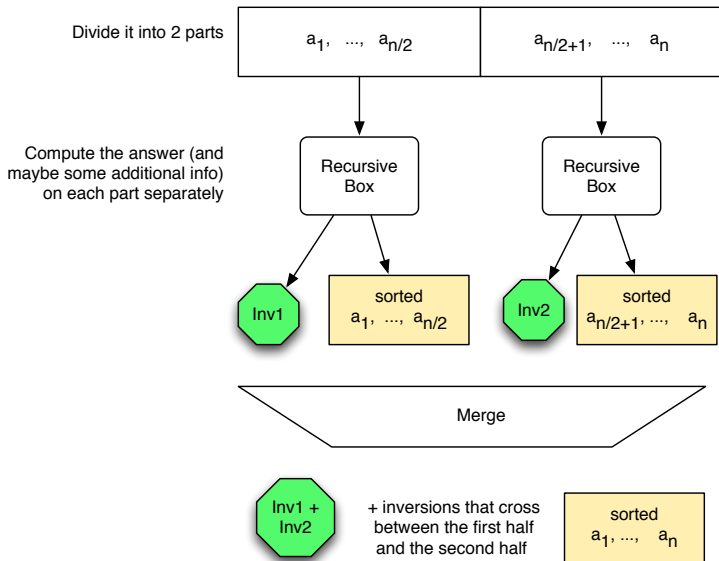 Divide it into 2 parts
a1, ..., an/2
an/2+1, ..., an
Compute the answer (and
maybe some additional info)
on each part separately
Recursive
Box
Recursive
Box
Inv1
sorted
a1, ..., an/2
Inv2
sorted
an/2+1, ..., an
Merge
Inv1 +
Inv2
+ inversions that cross
between the first half
and the second half
sorted
a1, ..., an